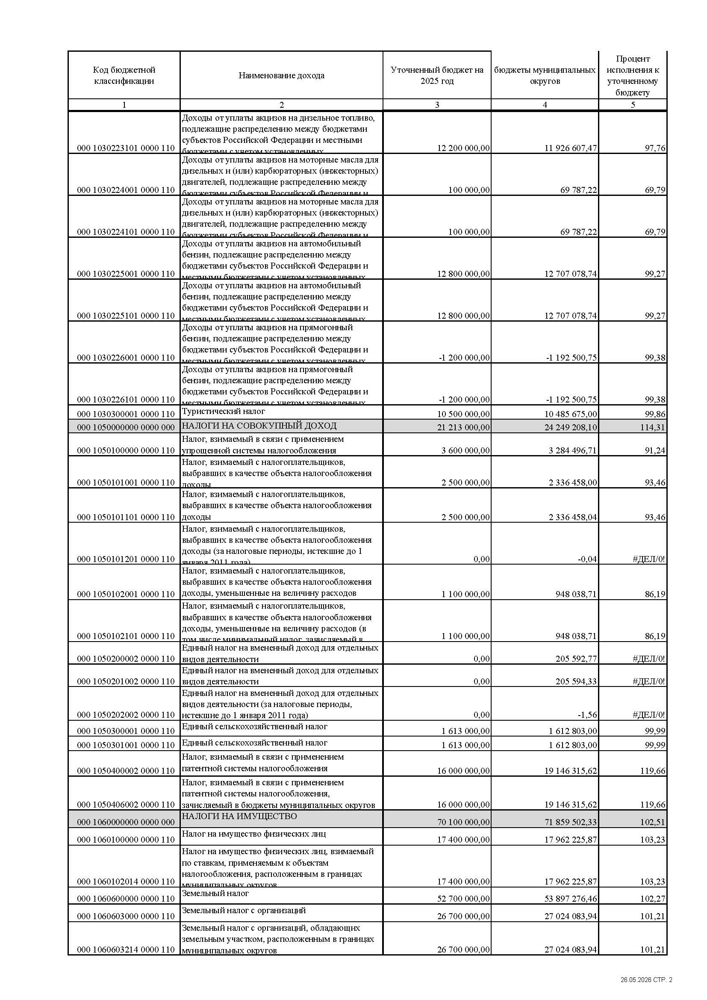 Код бюджетной классификации
Наименование дохода
Уточненный бюджет на 2025 год
бюджеты муниципальных округов
Процент исполнения к уточненному бюджету
1 2 3 4 5
Доходы от уплаты акцизов на дизельное топливо,
подлежащие распределению между бюджетами
субъектов Российской Федерации и местными
бюджетами с учетом установленных
000 1030223101 0000 110 12 200 000,00 11 926 607,47 97,76
Доходы от уплаты акцизов на моторные масла для
дизельных и (или) карбюраторных (инжекторных)
двигателей, подлежащие распределению между
бюджетами субъектов Российской Федерации и
000 1030224001 0000 110 100 000,00 69 787,22 69,79
Доходы от уплаты акцизов на моторные масла для
дизельных и (или) карбюраторных (инжекторных)
двигателей, подлежащие распределению между
бюджетами субъектов Российской Федерации и
000 1030224101 0000 110 100 000,00 69 787,22 69,79
Доходы от уплаты акцизов на автомобильный
бензин, подлежащие распределению между
бюджетами субъектов Российской Федерации и
местными бюджетами с учетом установленных
000 1030225001 0000 110 12 800 000,00 12 707 078,74 99,27
Доходы от уплаты акцизов на автомобильный
бензин, подлежащие распределению между
бюджетами субъектов Российской Федерации и
местными бюджетами с учетом установленных
000 1030225101 0000 110 12 800 000,00 12 707 078,74 99,27
Доходы от уплаты акцизов на прямогонный
бензин, подлежащие распределению между
бюджетами субъектов Российской Федерации и
местными бюджетами с учетом установленных
000 1030226001 0000 110 -1 200 000,00 -1 192 500,75 99,38
Доходы от уплаты акцизов на прямогонный
бензин, подлежащие распределению между
бюджетами субъектов Российской Федерации и
местными бюджетами с учетом установленных
000 1030226101 0000 110 -1 200 000,00 -1 192 500,75 99,38
000 1030300001 0000 110 Туристический налог 10 500 000,00 10 485 675,00 99,86
000 1050000000 0000 000 НАЛОГИ НА СОВОКУПНЫЙ ДОХОД 21 213 000,00 24 249 208,10 114,31
Налог, взимаемый в связи с применением
упрощенной системы налогообложения
000 1050100000 0000 110 3 600 000,00 3 284 496,71 91,24
Налог, взимаемый с налогоплательщиков,
выбравших в качестве объекта налогообложения
доходы
000 1050101001 0000 110 2 500 000,00 2 336 458,00 93,46
Налог, взимаемый с налогоплательщиков,
выбравших в качестве объекта налогообложения
доходы
000 1050101101 0000 110 2 500 000,00 2 336 458,04 93,46
Налог, взимаемый с налогоплательщиков,
выбравших в качестве объекта налогообложения
доходы (за налоговые периоды, истекшие до 1
января 2011 года)
000 1050101201 0000 110 0,00 -0,04 #ДЕЛ/0!
Налог, взимаемый с налогоплательщиков,
выбравших в качестве объекта налогообложения
доходы, уменьшенные на величину расходов
000 1050102001 0000 110 1 100 000,00 948 038,71 86,19
Налог, взимаемый с налогоплательщиков,
выбравших в качестве объекта налогообложения
доходы, уменьшенные на величину расходов (в
том числе минимальный налог, зачисляемый в
000 1050102101 0000 110 1 100 000,00 948 038,71 86,19
Единый налог на вмененный доход для отдельных
видов деятельности
000 1050200002 0000 110 0,00 205 592,77 #ДЕЛ/0!
Единый налог на вмененный доход для отдельных
видов деятельности
000 1050201002 0000 110 0,00 205 594,33 #ДЕЛ/0!
Единый налог на вмененный доход для отдельных
видов деятельности (за налоговые периоды,
истекшие до 1 января 2011 года)
000 1050202002 0000 110 0,00 -1,56 #ДЕЛ/0!
000 1050300001 0000 110 Единый сельскохозяйственный налог 1 613 000,00 1 612 803,00 99,99
000 1050301001 0000 110 Единый сельскохозяйственный налог 1 613 000,00 1 612 803,00 99,99
Налог, взимаемый в связи с применением
патентной системы налогообложения
000 1050400002 0000 110 16 000 000,00 19 146 315,62 119,66
Налог, взимаемый в связи с применением
патентной системы налогообложения,
зачисляемый в бюджеты муниципальных округов
000 1050406002 0000 110 16 000 000,00 19 146 315,62 119,66
000 1060000000 0000 000 НАЛОГИ НА ИМУЩЕСТВО 70 100 000,00 71 859 502,33 102,51
000 1060100000 0000 110 Налог на имущество физических лиц 17 400 000,00 17 962 225,87 103,23
Налог на имущество физических лиц, взимаемый
по ставкам, применяемым к объектам
налогообложения, расположенным в границах
муниципальных округов
000 1060102014 0000 110 17 400 000,00 17 962 225,87 103,23
000 1060600000 0000 110 Земельный налог 52 700 000,00 53 897 276,46 102,27
000 1060603000 0000 110 Земельный налог с организаций 26 700 000,00 27 024 083,94 101,21
Земельный налог с организаций, обладающих
земельным участком, расположенным в границах
муниципальных округов
000 1060603214 0000 110 26 700 000,00 27 024 083,94 101,21
26.05.2026 СТР. 2